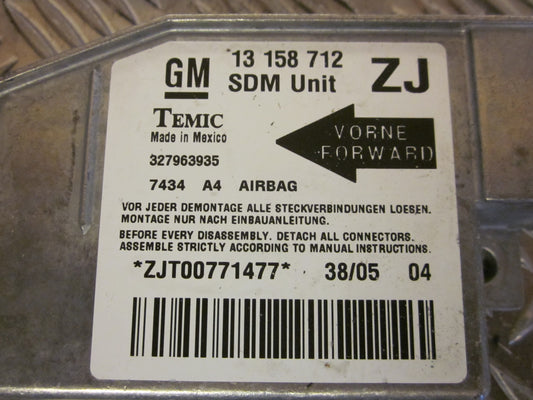 GM 13 158 712 ZJ
SDM Unit
TEMIC
Made in Mexico
VORNE
FORWARD
327963935
7434 A4 AIRBAG
VOR JEDER DEMONTAGE ALLE STECKVERBINDUNGEN LOESEN.
MONTAGE NUR NACH EINBAUANLEITUNG.
BEFORE EVERY DISASSEMBLY. DETACH ALL CONNECTORS.
ASSEMBLE STRICTLY ACCORDING TO MANUAL INSTRUCTIONS.
*ZJT00771477* 38/05 04